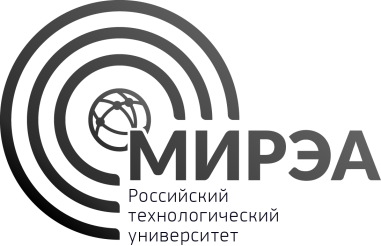 МИРЭА
Российский
технологический
университет